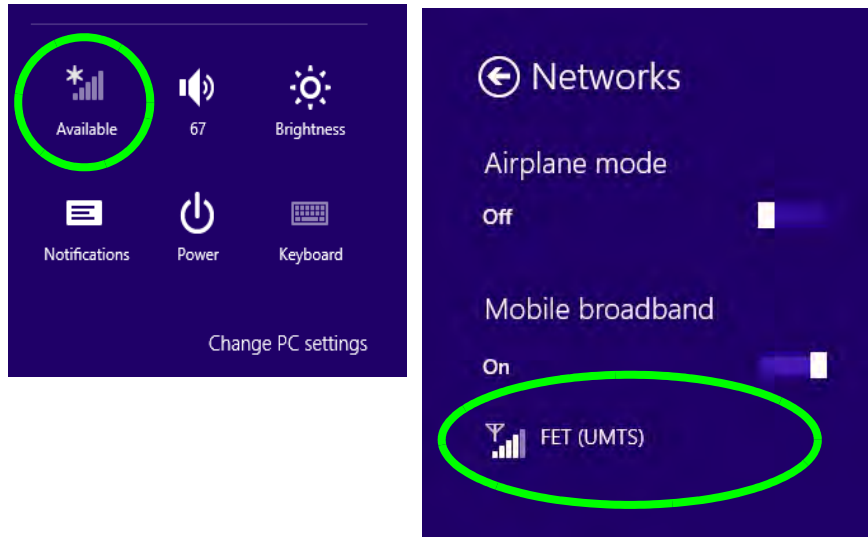 Available
67
Brightness
Notifications
Power
Keyboard
Change PC settings
Networks
Airplane mode
Off
Mobile broadband
On
FET (UMTS)